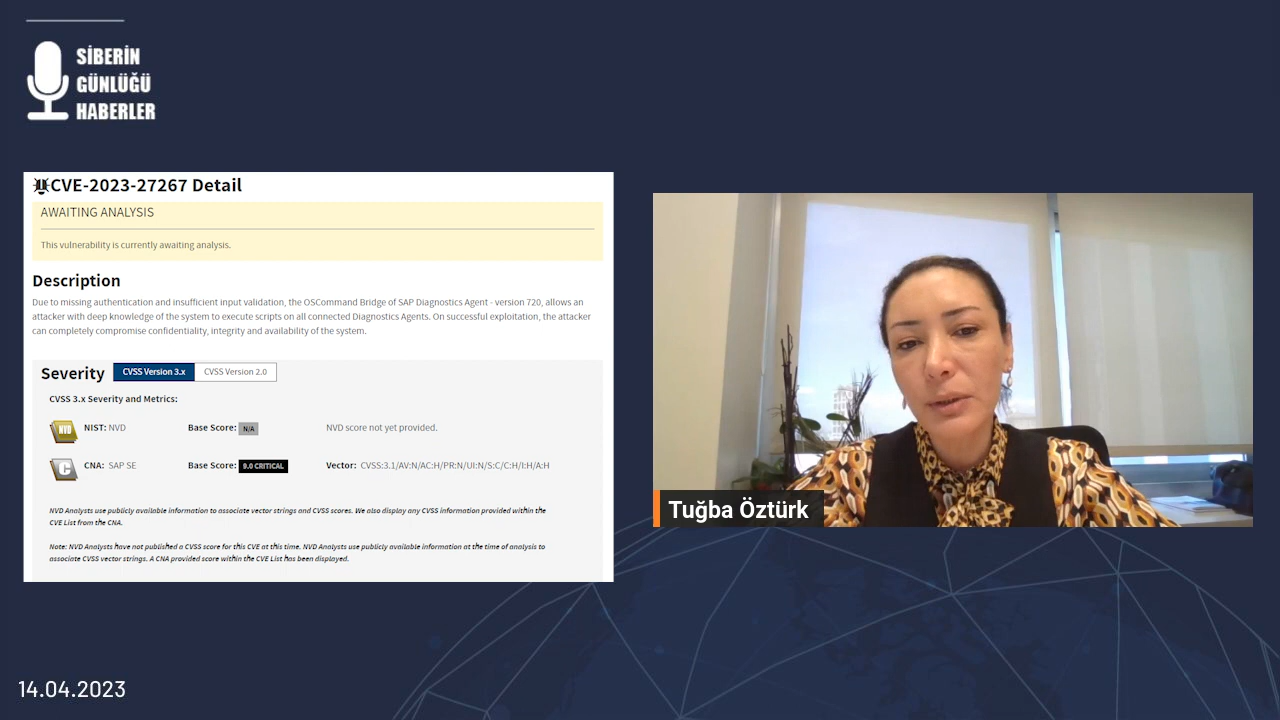 SİBERİN
GÜNLÜĞÜ
HABERLER
CVE-2023-27267 Detail
AWAITING ANALYSIS
This vulnerability is currently awaiting analysis.
Description
Due to missing authentication and insufficient input validation, the OSCommand Bridge of SAP Diagnostics Agent - version 720, allows an
attacker with deep knowledge of the system to execute scripts on all connected Diagnostics Agents. On successful exploitation, the attacker
can completely compromise confidentiality, integrity and availability of the system.
Severity CVSS Version 3.x CVSS Version 2.0
CVSS 3.x Severity and Metrics:
NIST: NVD Base Score: N/A NVD score not yet provided.
CNA: SAP SE Base Score: 9.0 CRITICAL Vector: CVSS:3.1/AV:N/AC:H/PR:N/UI:N/S:C/C:H/I:H/A:H
NVD Analysts use publicly available information to associate vector strings and CVSS scores. We also display any CVSS information provided within the
CVE List from the CNA.
Note: NVD Analysts have not published a CVSS score for this CVE at this time. NVD Analysts use publicly available information at the time of analysis to
associate CVSS vector strings. A CNA provided score within the CVE List has been displayed.
Tuğba Öztürk
14.04.2023